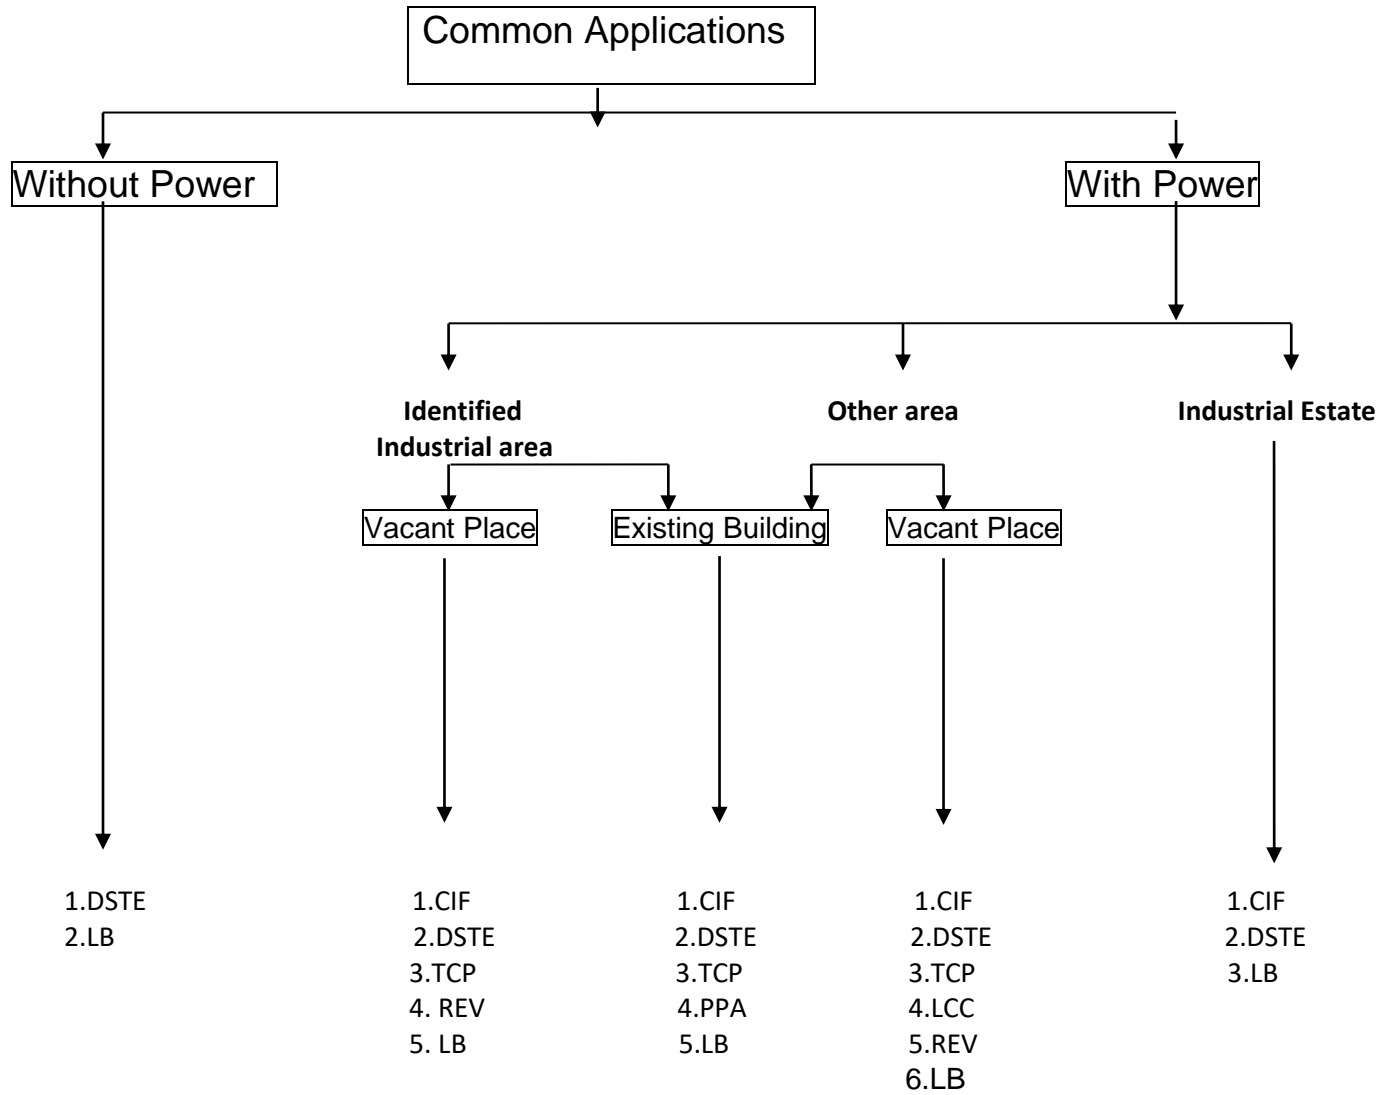 Common Applications
Without Power
With Power
Identified
Industrial area
Other area
Industrial Estate
Vacant Place
Existing Building
Vacant Place
1.DSTE
2.LB
1.CIF
2.DSTE
3.TCP
4. REV
5. LB
1.CIF
2.DSTE
3.TCP
4.PPA
5.LB
1.CIF
2.DSTE
3.TCP
4.LCC
5.REV
6.LB
1.CIF
2.DSTE
3.LB